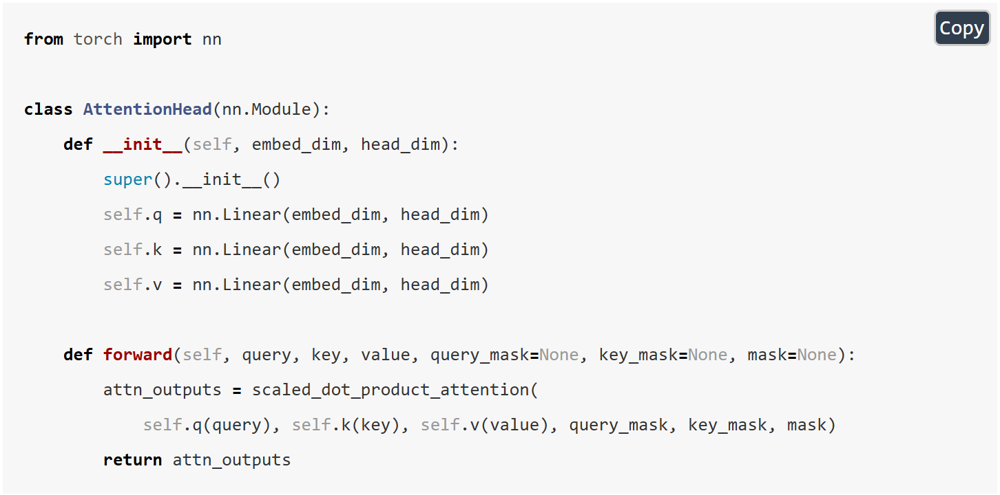 Copy
from torch import nn
class AttentionHead(nn.Module):
    def __init__(self, embed_dim, head_dim):
        super().__init__()
        self.q = nn.Linear(embed_dim, head_dim)
        self.k = nn.Linear(embed_dim, head_dim)
        self.v = nn.Linear(embed_dim, head_dim)
    def forward(self, query, key, value, query_mask=None, key_mask=None, mask=None):
        attn_outputs = scaled_dot_product_attention(
            self.q(query), self.k(key), self.v(value), query_mask, key_mask, mask)
        return attn_outputs